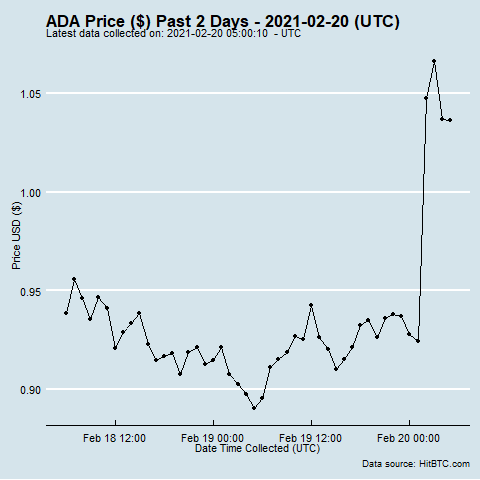 ADA Price ($) Past 2 Days - 2021-02-20 (UTC)
Latest data collected on: 2021-02-20 05:00:10  - UTC
Price USD ($)
1.05
1.00
0.95
0.90
Feb 18 12:00
Feb 19 00:00
Feb 19 12:00
Feb 20 00:00
Date Time Collected (UTC)
Data source: HitBTC.com